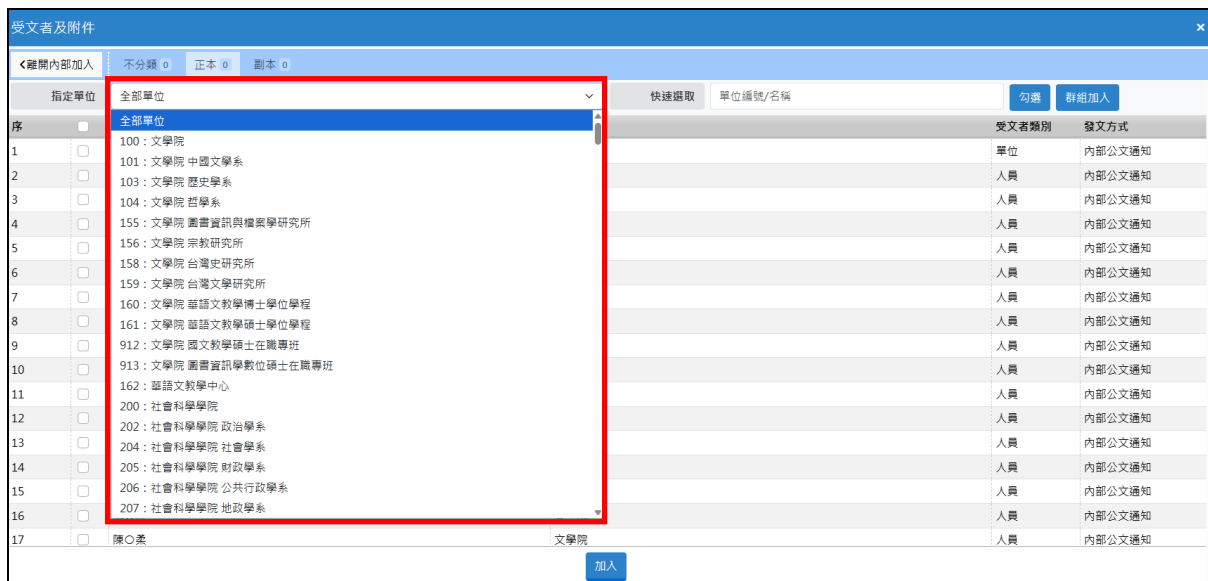 受文者及附件 ×
<離開內部加入 不分類 0 正本 0 副本 0
指定單位 全部單位 快速選取 單位編號/名稱 勾選 群組加入
序 受文者類別 發文方式
全部單位
100：文學院
101：文學院 中國文學系
103：文學院 歷史學系
104：文學院 哲學系
155：文學院 圖書資訊與檔案學研究所
156：文學院 宗教研究所
158：文學院 台灣史研究所
159：文學院 台灣文學研究所
160：文學院 華語文教學博士學位學程
161：文學院 華語文教學碩士學位學程
912：文學院 國文教學碩士在職專班
913：文學院 圖書資訊學數位碩士在職專班
162：華語文教學中心
200：社會科學學院
202：社會科學學院 政治學系
204：社會科學學院 社會學系
205：社會科學學院 財政學系
206：社會科學學院 公共行政學系
207：社會科學學院 地政學系
1 單位 內部公文通知
2 人員 內部公文通知
3 人員 內部公文通知
4 人員 內部公文通知
5 人員 內部公文通知
6 人員 內部公文通知
7 人員 內部公文通知
8 人員 內部公文通知
9 人員 內部公文通知
10 人員 內部公文通知
11 人員 內部公文通知
12 人員 內部公文通知
13 人員 內部公文通知
14 人員 內部公文通知
15 人員 內部公文通知
16 人員 內部公文通知
17 陳○柔 文學院 人員 內部公文通知
加入